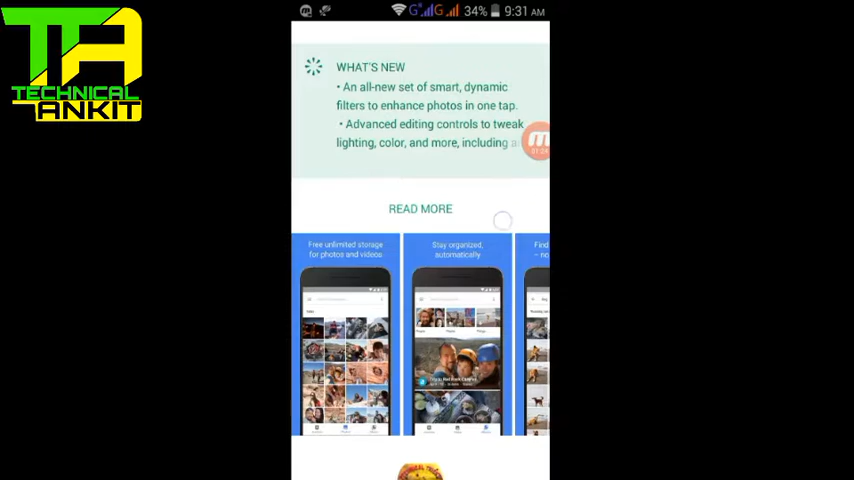 TA
TECHNICAL
ANKIT
34% 9:31 AM
WHAT'S NEW
• An all-new set of smart, dynamic
filters to enhance photos in one tap.
• Advanced editing controls to tweak
lighting, color, and more, including
READ MORE
Free unlimited storage
for photos and videos
Stay organized,
automatically
Find
– no